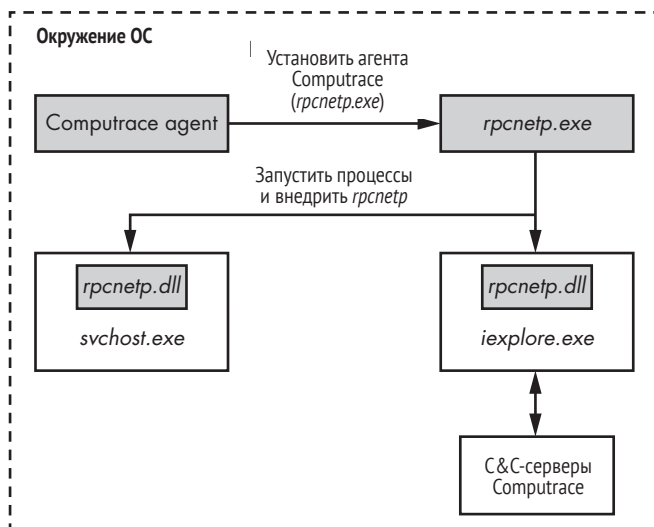 Окружение ОС
Установить агента
Computrace
(rpcnetp.exe)
Computrace agent
rpcnetp.exe
Запустить процессы
и внедрить rpcnetp
rpcnetp.dll
svchost.exe
rpcnetp.dll
iexplore.exe
C&C-серверы
Computrace